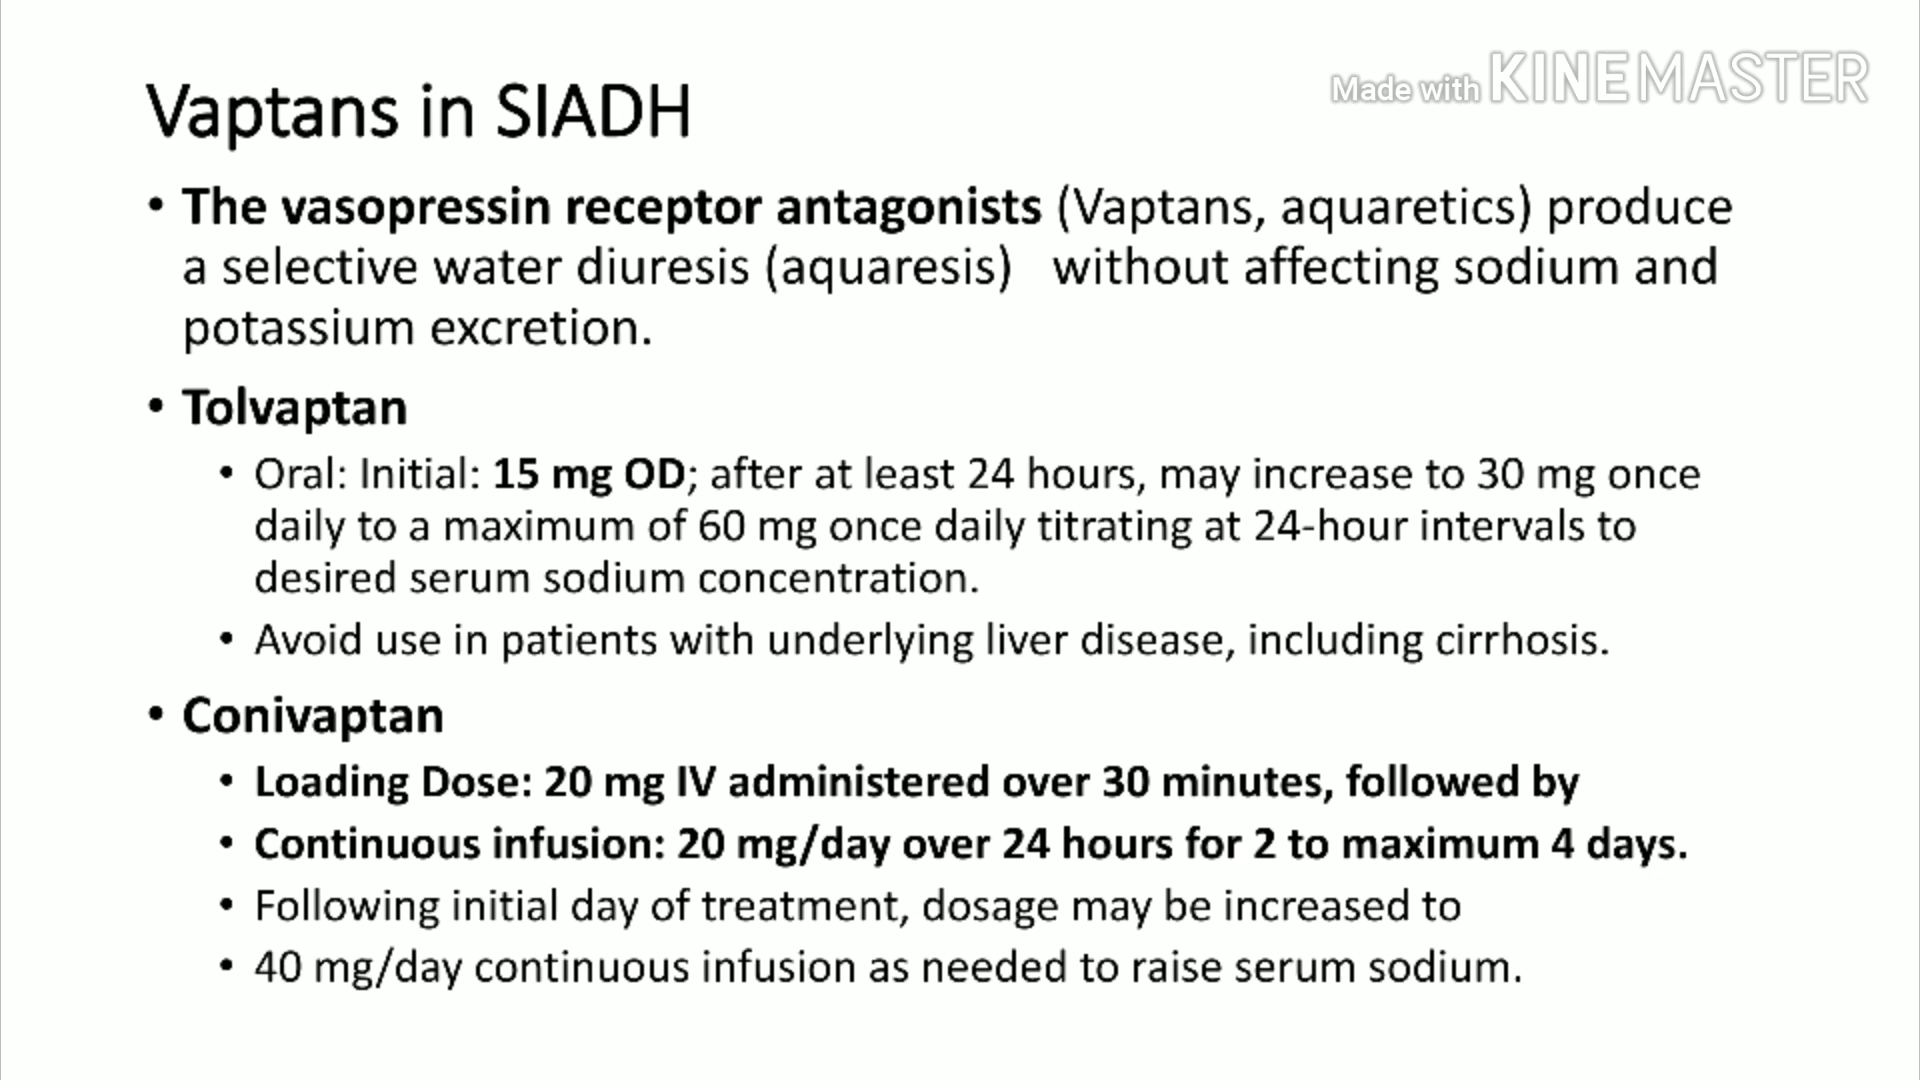 Made with KINEMASTER
Vaptans in SIADH
• The vasopressin receptor antagonists (Vaptans, aquaretics) produce
a selective water diuresis (aquaresis) without affecting sodium and
potassium excretion.
• Tolvaptan
• Oral: Initial: 15 mg OD; after at least 24 hours, may increase to 30 mg once
daily to a maximum of 60 mg once daily titrating at 24-hour intervals to
desired serum sodium concentration.
• Avoid use in patients with underlying liver disease, including cirrhosis.
• Conivaptan
• Loading Dose: 20 mg IV administered over 30 minutes, followed by
• Continuous infusion: 20 mg/day over 24 hours for 2 to maximum 4 days.
• Following initial day of treatment, dosage may be increased to
• 40 mg/day continuous infusion as needed to raise serum sodium.